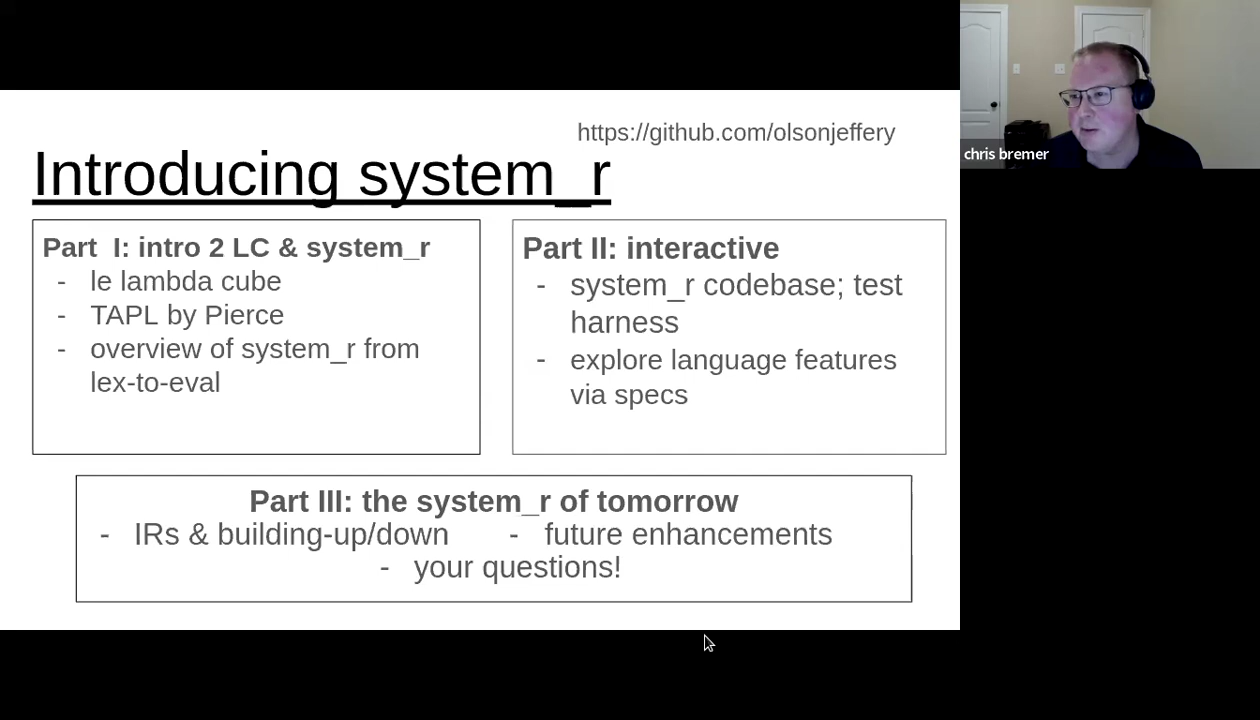 https://github.com/olsonjeffery
Introducing system_r
Part  I: intro 2 LC & system_r
- le lambda cube
- TAPL by Pierce
- overview of system_r from
lex-to-eval
Part II: interactive
- system_r codebase; test
harness
- explore language features
via specs
Part III: the system_r of tomorrow
- IRs & building-up/down - future enhancements
- your questions!
chris bremer